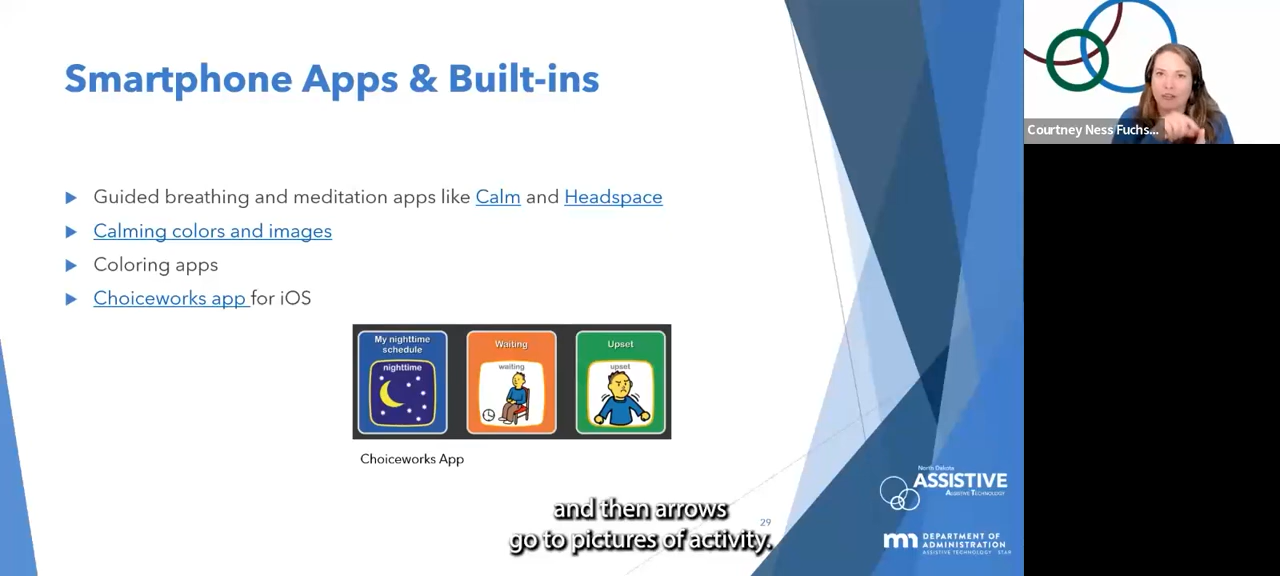 Smartphone Apps & Built-ins
Guided breathing and meditation apps like Calm and Headspace
Calming colors and images
Coloring apps
Choiceworks app for iOS
My nighttime
schedule
nighttime
Waiting
waiting
Upset
upset
Choiceworks App
and then arrows
go to pictures of activity.
29
North Dakota
ASSISTIVE
ASSISTIVE TECHNOLOGY
DEPARTMENT OF
ADMINISTRATION
ASSISTIVE TECHNOLOGY STAR
Courtney Ness Fuchs...